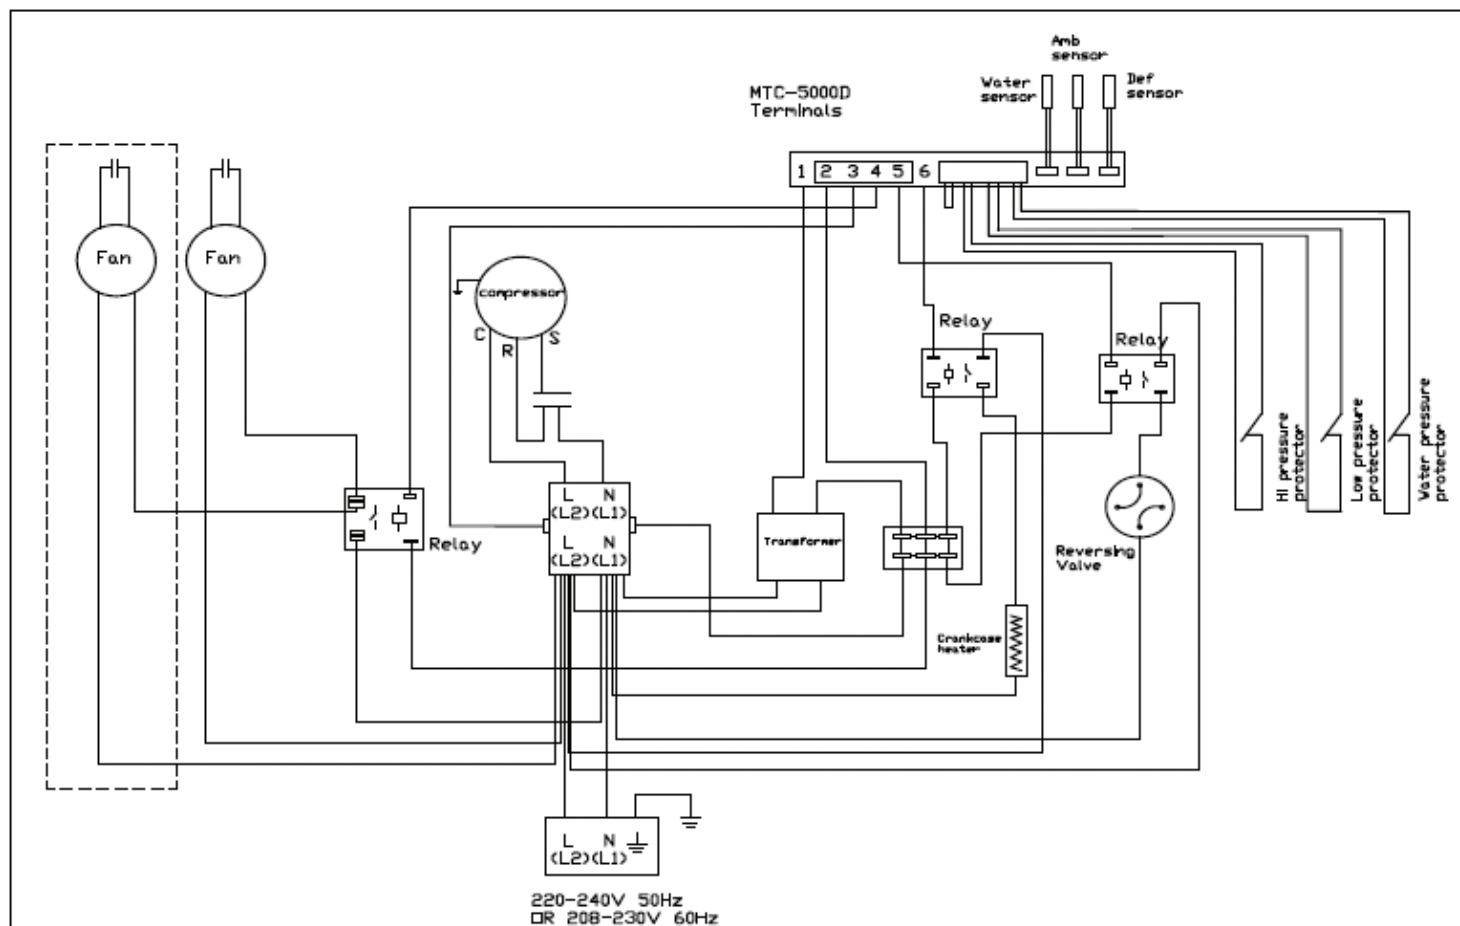 Amb
sensor
Water
sensor
Def
sensor
MTC-5000D
Terminals
1 2 3 4 5 6
Fan
Fan
compressor
C
R
S
Relay
Relay
Relay
L N
(L2)(L1)
L N
(L2)(L1)
Transformer
Reversing
Valve
Crankcase
heater
HI pressure
protector
Low pressure
protector
Water pressure
protector
L N
(L2)(L1)
220-240V 50Hz
OR 208-230V 60Hz